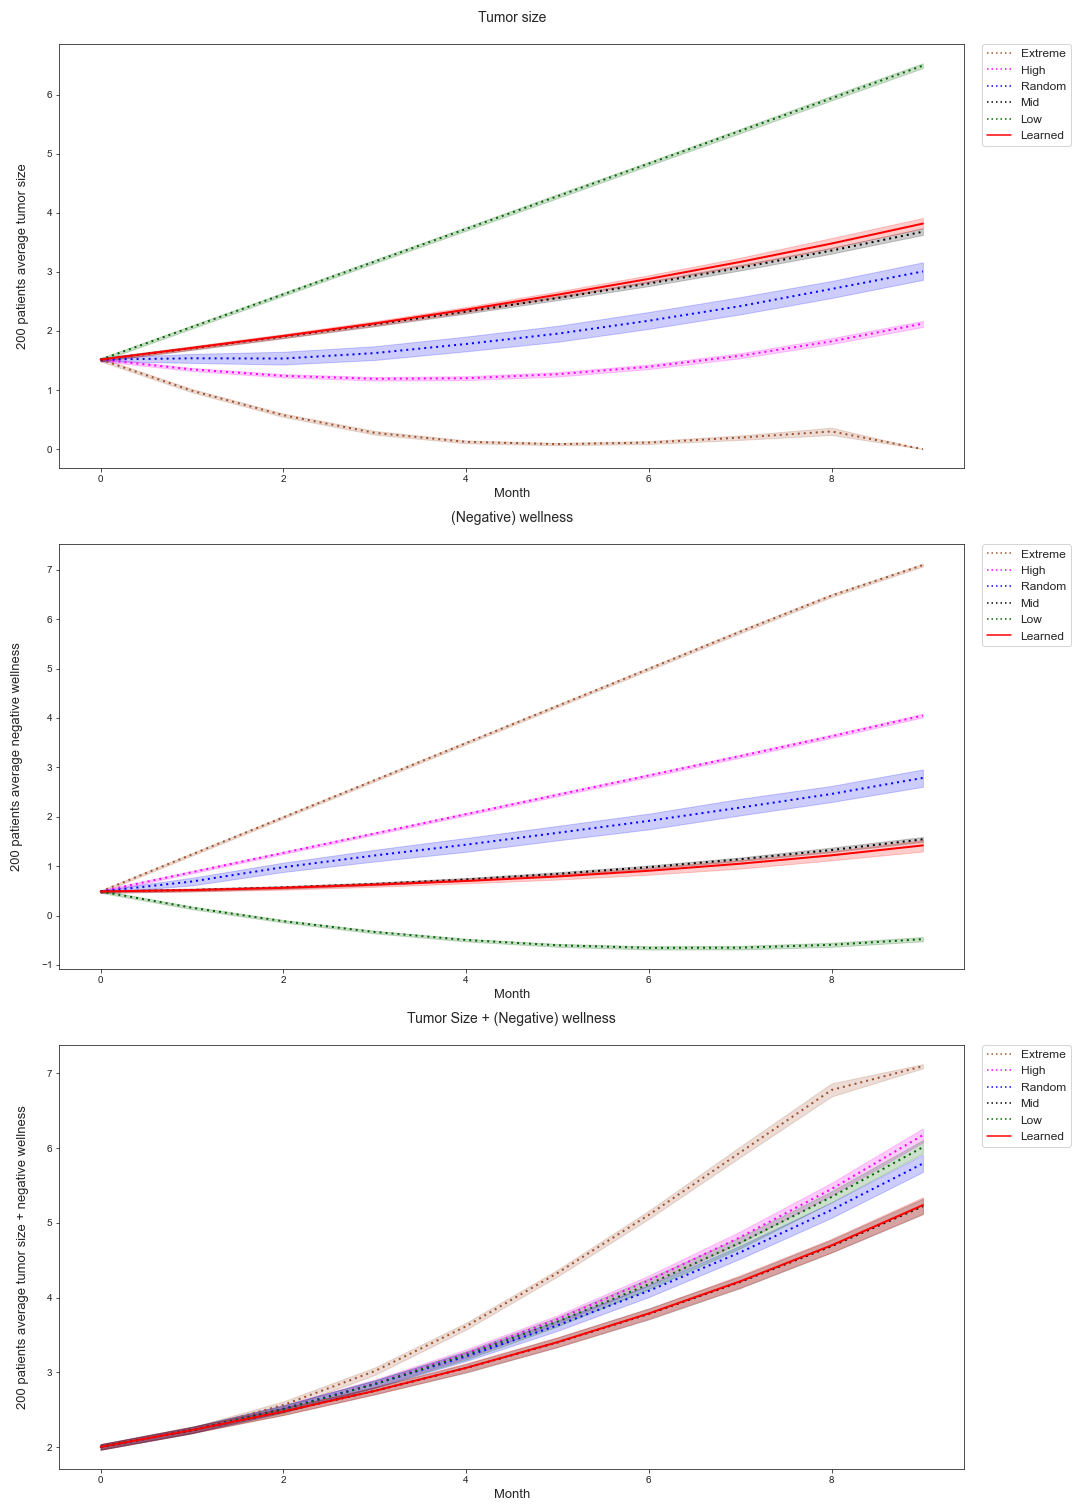 Tumor size
200 patients average tumor size
6
5
4
3
2
1
0
0 2 4 6 8
Month
Extreme
High
Random
Mid
Low
Learned
(Negative) wellness
200 patients average negative wellness
7
6
5
4
3
2
1
0
−1
0 2 4 6 8
Month
Extreme
High
Random
Mid
Low
Learned
Tumor Size + (Negative) wellness
200 patients average tumor size + negative wellness
7
6
5
4
3
2
0 2 4 6 8
Month
Extreme
High
Random
Mid
Low
Learned